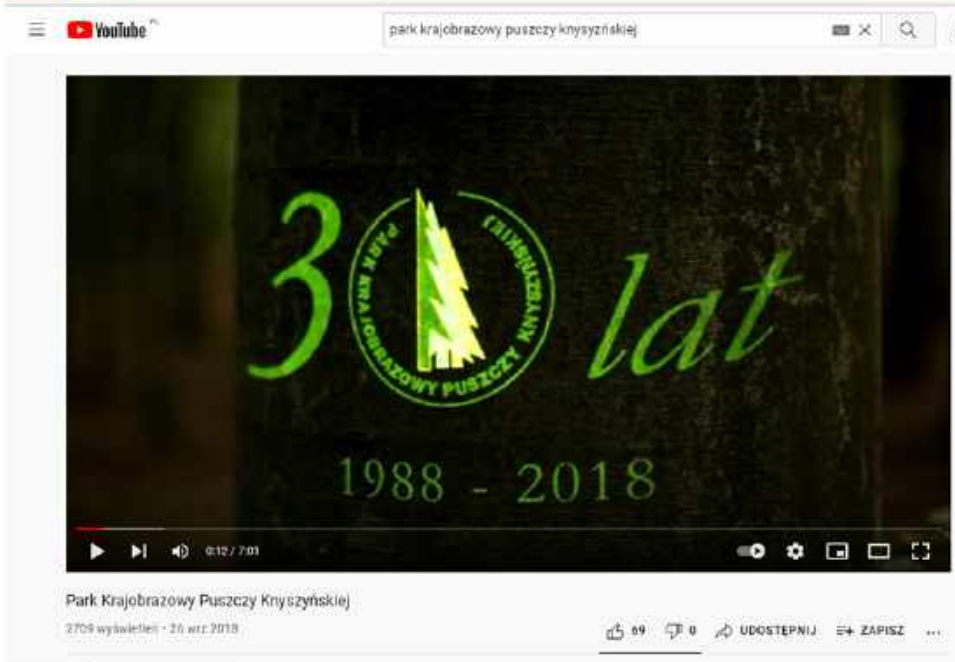 YouTube PL
park krajobrazowy puszczy knysyzńskiej
30 lat
PARK KRAJOBRAZOWY PUSZCZY KNYSZYŃSKIEJ
1988 - 2018
0:12 / 7:01
Park Krajobrazowy Puszczy Knyszyńskiej
2709 wyświetleń • 26 wrz 2018
69 0 UDOSTĘPNIJ ZAPISZ ...